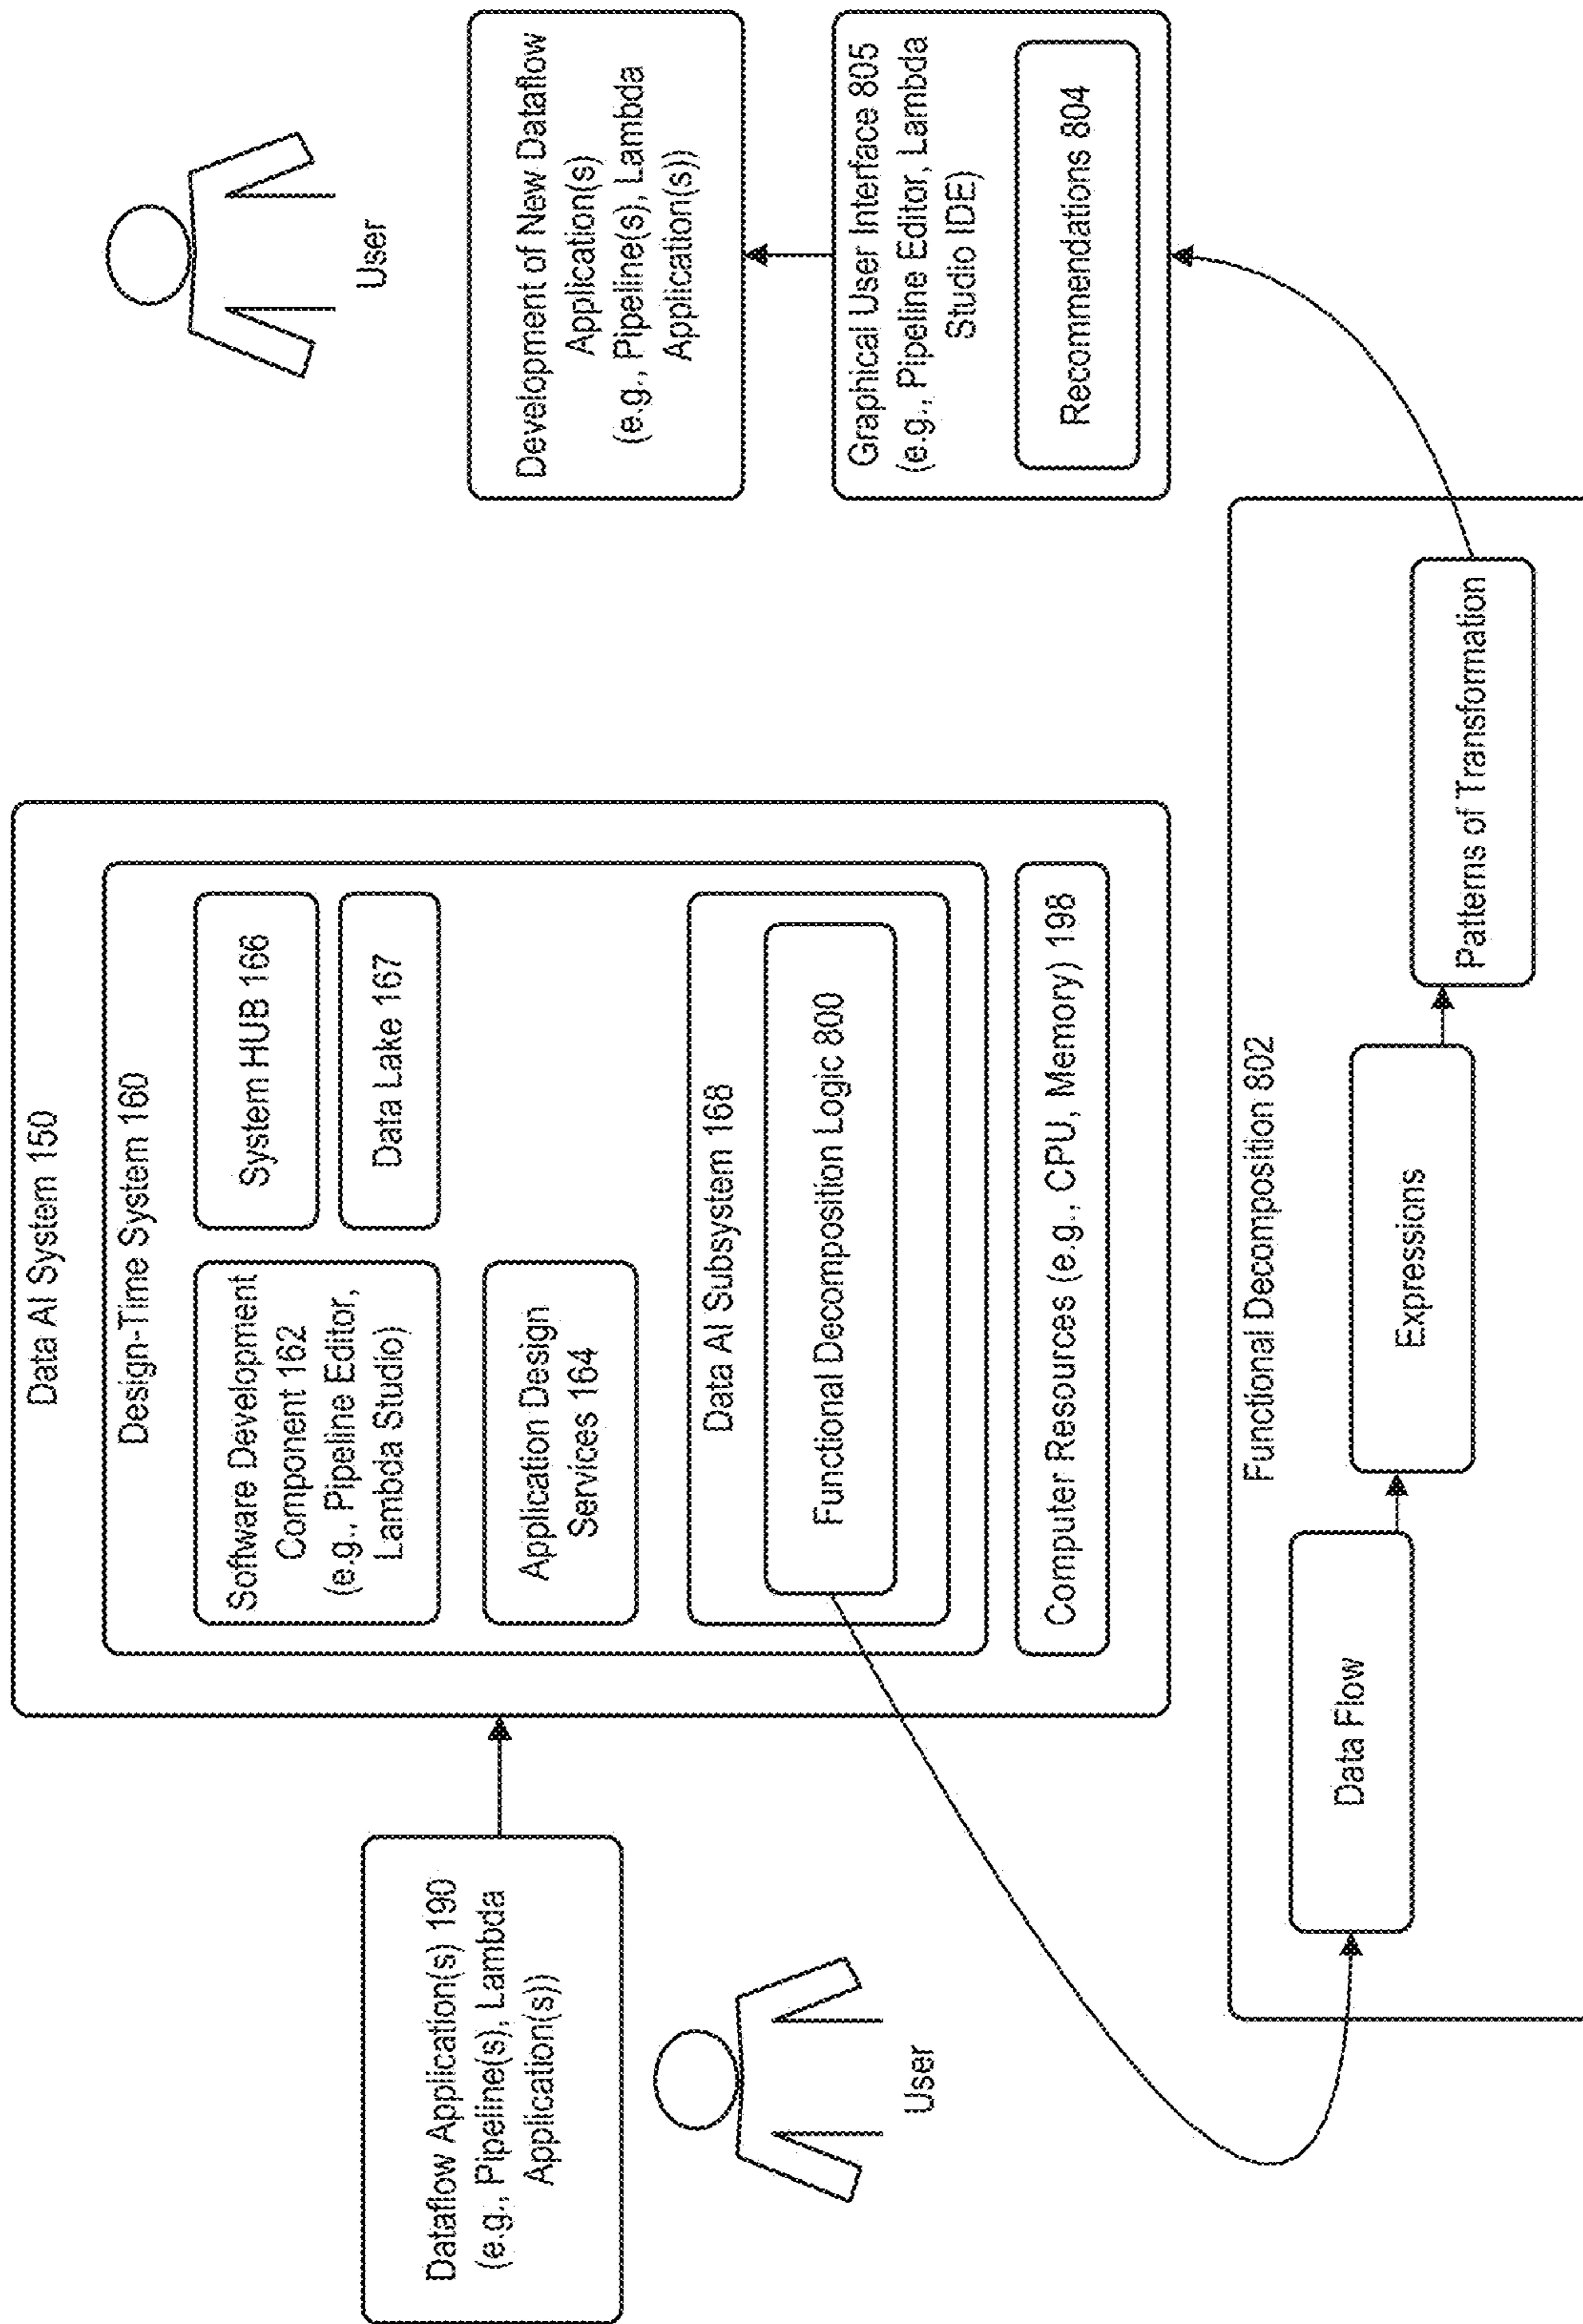 Dataflow Application(s) 190
(e.g., Pipeline(s), Lambda
Application(s))
User
Data AI System 150
Design-Time System 160
Software Development
Component 162
(e.g., Pipeline Editor,
Lambda Studio)
System HUB 166
Data Lake 167
Application Design
Services 164
Data AI Subsystem 168
Functional Decomposition Logic 800
Computer Resources (e.g., CPU, Memory) 198
Functional Decomposition 802
Data Flow
Expressions
Patterns of Transformation
User
Development of New Dataflow
Application(s)
(e.g., Pipeline(s), Lambda
Application(s))
Graphical User Interface 805
(e.g., Pipeline Editor, Lambda
Studio IDE)
Recommendations 804